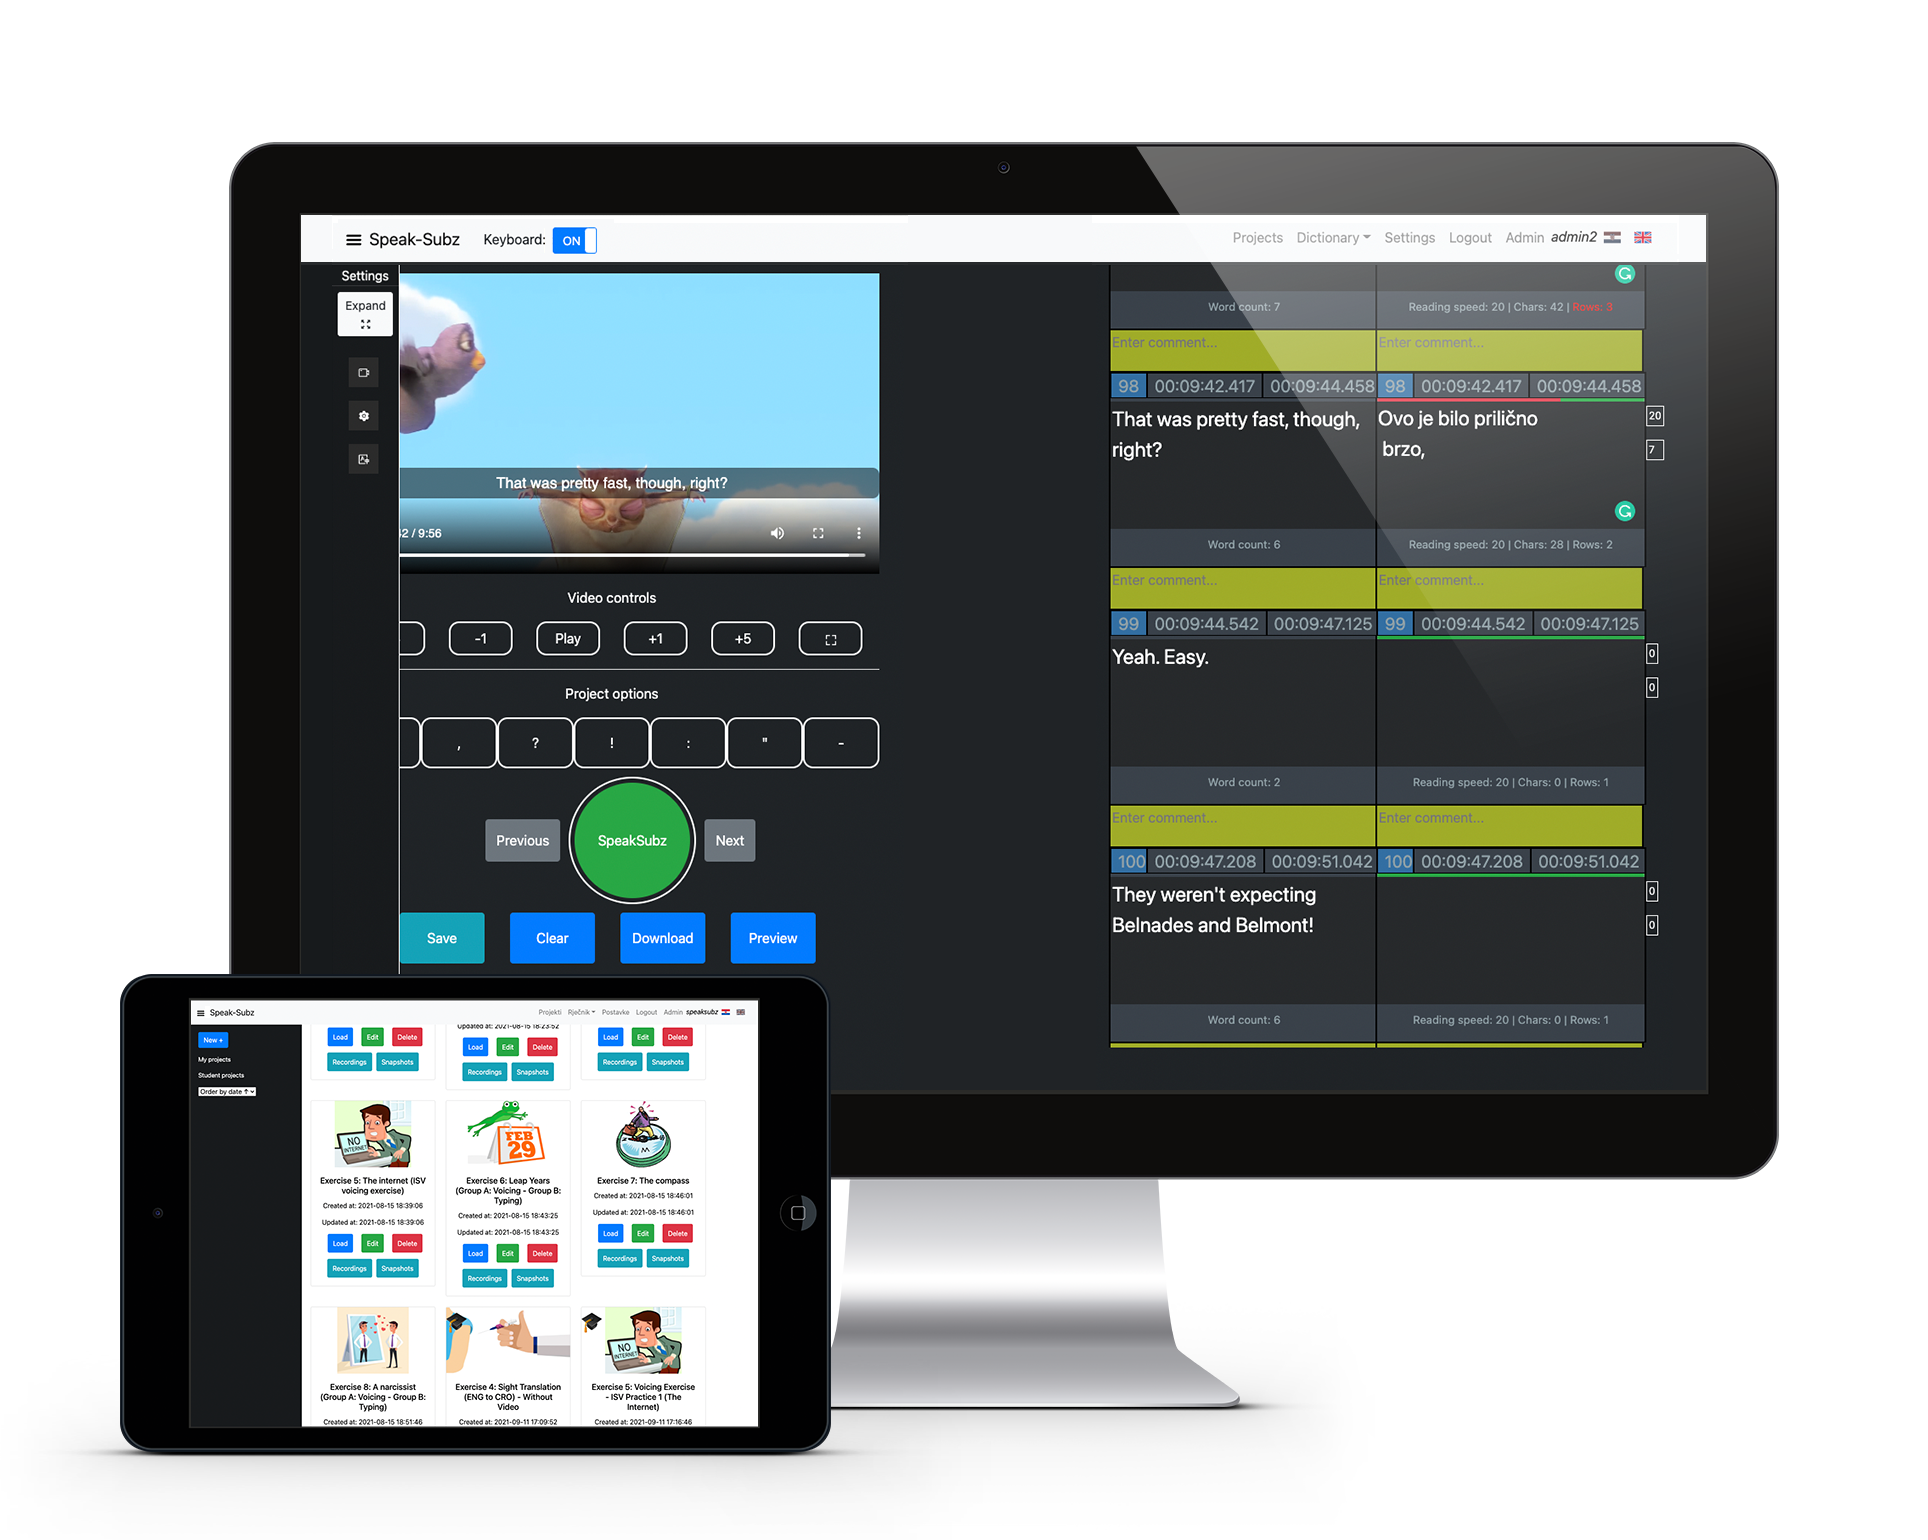 Speak-Subz
Keyboard: ON
Projects Dictionary Settings Logout Admin admin2
Settings
Expand
That was pretty fast, though, right?
32 / 9:56
Video controls
-1 Play +1 +5
Project options
, ? ! : " -
Previous SpeakSubz Next
Save Clear Download Preview
Word count: 7 Reading speed: 20 | Chars: 42 | Rows: 3
Enter comment... Enter comment...
98 00:09:42.417 00:09:44.458 98 00:09:42.417 00:09:44.458
That was pretty fast, though, Ovo je bilo prilično 20
right? brzo, 7
Word count: 6 Reading speed: 20 | Chars: 28 | Rows: 2
Enter comment... Enter comment...
99 00:09:44.542 00:09:47.125 99 00:09:44.542 00:09:47.125
Yeah. Easy. 0
0
Word count: 2 Reading speed: 20 | Chars: 0 | Rows: 1
Enter comment... Enter comment...
100 00:09:47.208 00:09:51.042 100 00:09:47.208 00:09:51.042
They weren't expecting 0
Belnades and Belmont! 0
Word count: 6 Reading speed: 20 | Chars: 0 | Rows: 1
Speak-Subz
Projekti Rječnik Postavke Logout Admin speaksubz
New +
My projects
Student projects
Order by date ↑
Load Edit Delete
Recordings Snapshots
Updated at: 2021-08-15 18:23:52
Load Edit Delete
Recordings Snapshots
Load Edit Delete
Recordings Snapshots
NO
INTERNET
Exercise 5: The internet (ISV
voicing exercise)
Created at: 2021-08-15 18:39:06
Updated at: 2021-08-15 18:39:06
Load Edit Delete
Recordings Snapshots
FEB
29
Exercise 6: Leap Years
(Group A: Voicing - Group B:
Typing)
Created at: 2021-08-15 18:43:25
Updated at: 2021-08-15 18:43:25
Load Edit Delete
Recordings Snapshots
Exercise 7: The compass
Created at: 2021-08-15 18:46:01
Updated at: 2021-08-15 18:46:01
Load Edit Delete
Recordings Snapshots
Exercise 8: A narcissist
(Group A: Voicing - Group B:
Typing)
Created at: 2021-08-15 18:51:46
Exercise 4: Sight Translation
(ENG to CRO) - Without
Video
Created at: 2021-09-11 17:09:52
NO
INTERNET
Exercise 5: Voicing Exercise
- ISV Practice 1 (The
Internet)
Created at: 2021-09-11 17:16:46